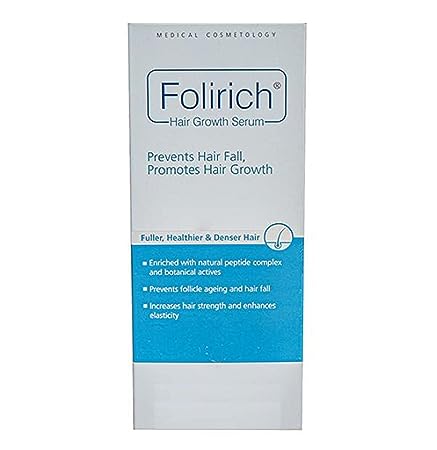 MEDICAL COSMETOLOGY
Folirich®
Hair Growth Serum
Prevents Hair Fall,
Promotes Hair Growth
Fuller, Healthier & Denser Hair
Enriched with natural peptide complex
and botanical actives
Prevents follicle ageing and hair fall
Increases hair strength and enhances
elasticity